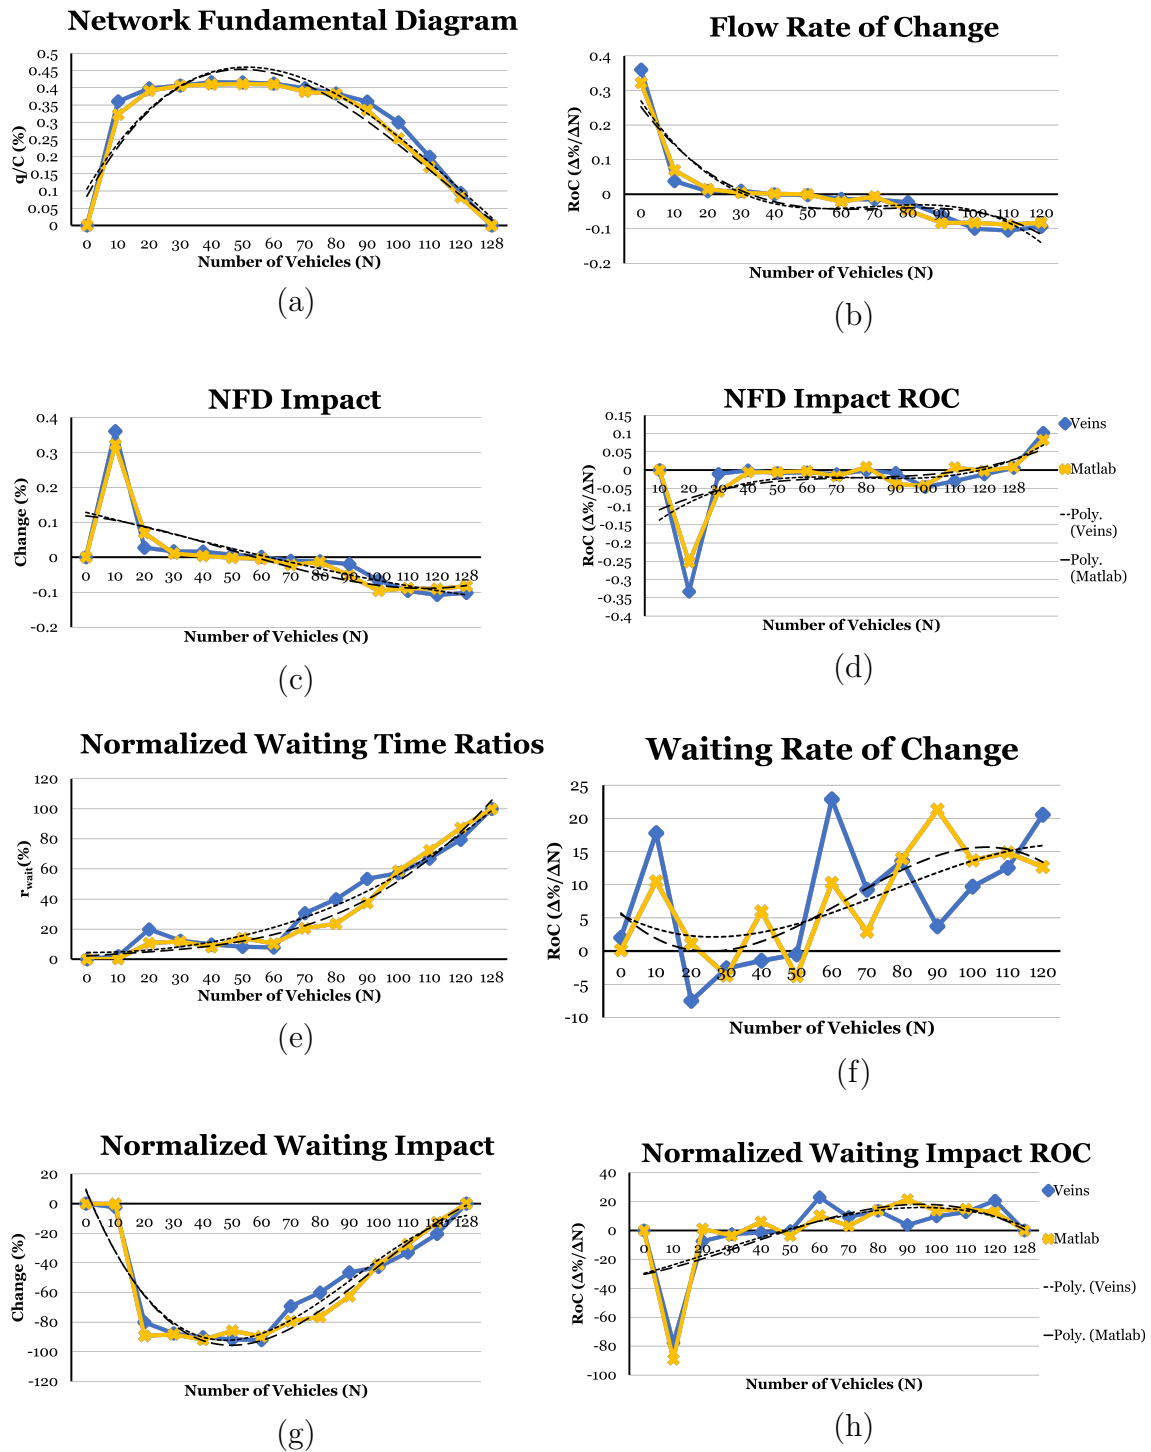 Network Fundamental Diagram
0.5
0.45
0.4
0.35
0.3
0.25
0.2
0.15
0.1
0.05
0
q/C (%)
0 10 20 30 40 50 60 70 80 90 100 110 120 128
Number of Vehicles (N)
(a)
Flow Rate of Change
0.4
0.3
0.2
0.1
0
-0.1
-0.2
RoC (Δ%/ΔN)
0 10 20 30 40 50 60 70 80 90 100 110 120
Number of Vehicles (N)
(b)
NFD Impact
0.4
0.3
0.2
0.1
0
-0.1
-0.2
Change (%)
0 10 20 30 40 50 60 70 80 90 100 110 120 128
Number of Vehicles (N)
(c)
NFD Impact ROC
0.15
0.1
0.05
0
-0.05
-0.1
-0.15
-0.2
-0.25
-0.3
-0.35
-0.4
RoC (Δ%/ΔN)
10 20 30 40 50 60 70 80 90 100 110 120 128
Number of Vehicles (N)
Veins
Matlab
Poly.
(Veins)
Poly.
(Matlab)
(d)
Normalized Waiting Time Ratios
120
100
80
60
40
20
0
rwait(%)
0 10 20 30 40 50 60 70 80 90 100 110 120 128
Number of Vehicles (N)
(e)
Waiting Rate of Change
25
20
15
10
5
0
-5
-10
RoC (Δ%/ΔN)
0 10 20 30 40 50 60 70 80 90 100 110 120
Number of Vehicles (N)
(f)
Normalized Waiting Impact
20
0
-20
-40
-60
-80
-100
-120
Change (%)
0 10 20 30 40 50 60 70 80 90 100 110 120 128
Number of Vehicles (N)
(g)
Normalized Waiting Impact ROC
40
20
0
-20
-40
-60
-80
-100
RoC (Δ%/ΔN)
0 10 20 30 40 50 60 70 80 90 100 110 120 128
Number of Vehicles (N)
Veins
Matlab
Poly. (Veins)
Poly. (Matlab)
(h)